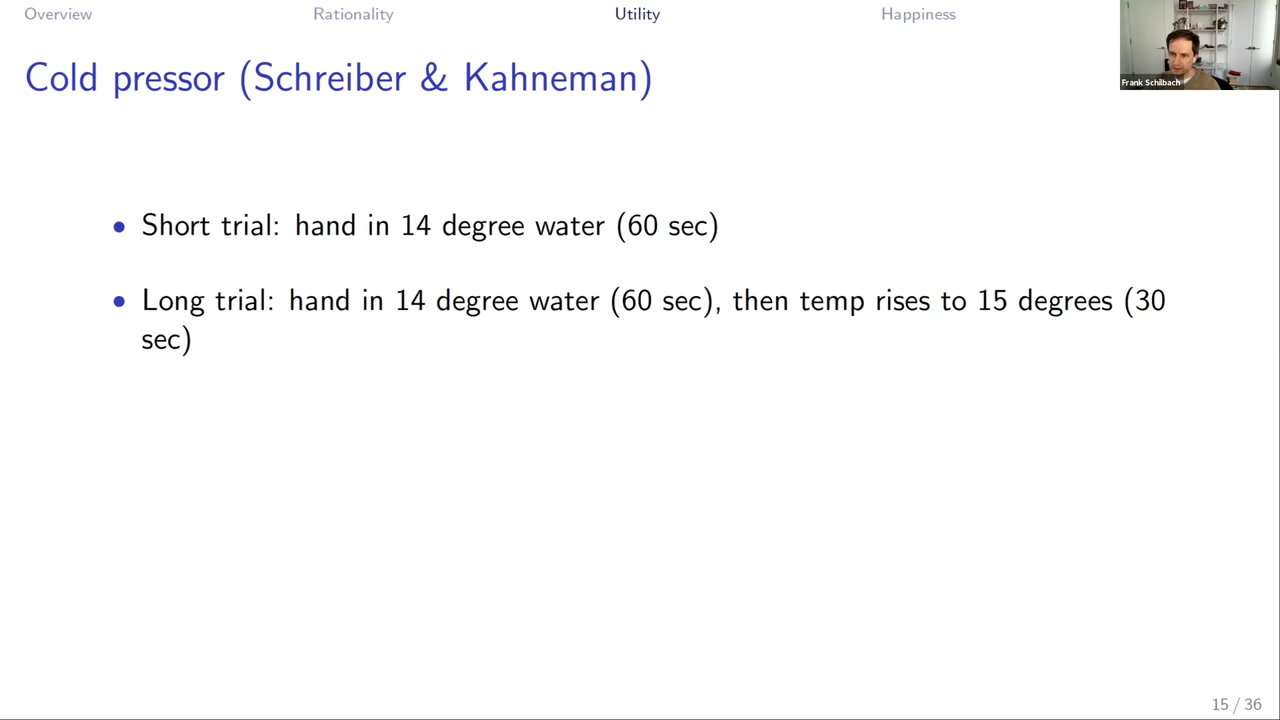 Overview Rationality Utility Happiness
Cold pressor (Schreiber & Kahneman)
Frank Schilbach
• Short trial: hand in 14 degree water (60 sec)
• Long trial: hand in 14 degree water (60 sec), then temp rises to 15 degrees (30
sec)
15 / 36